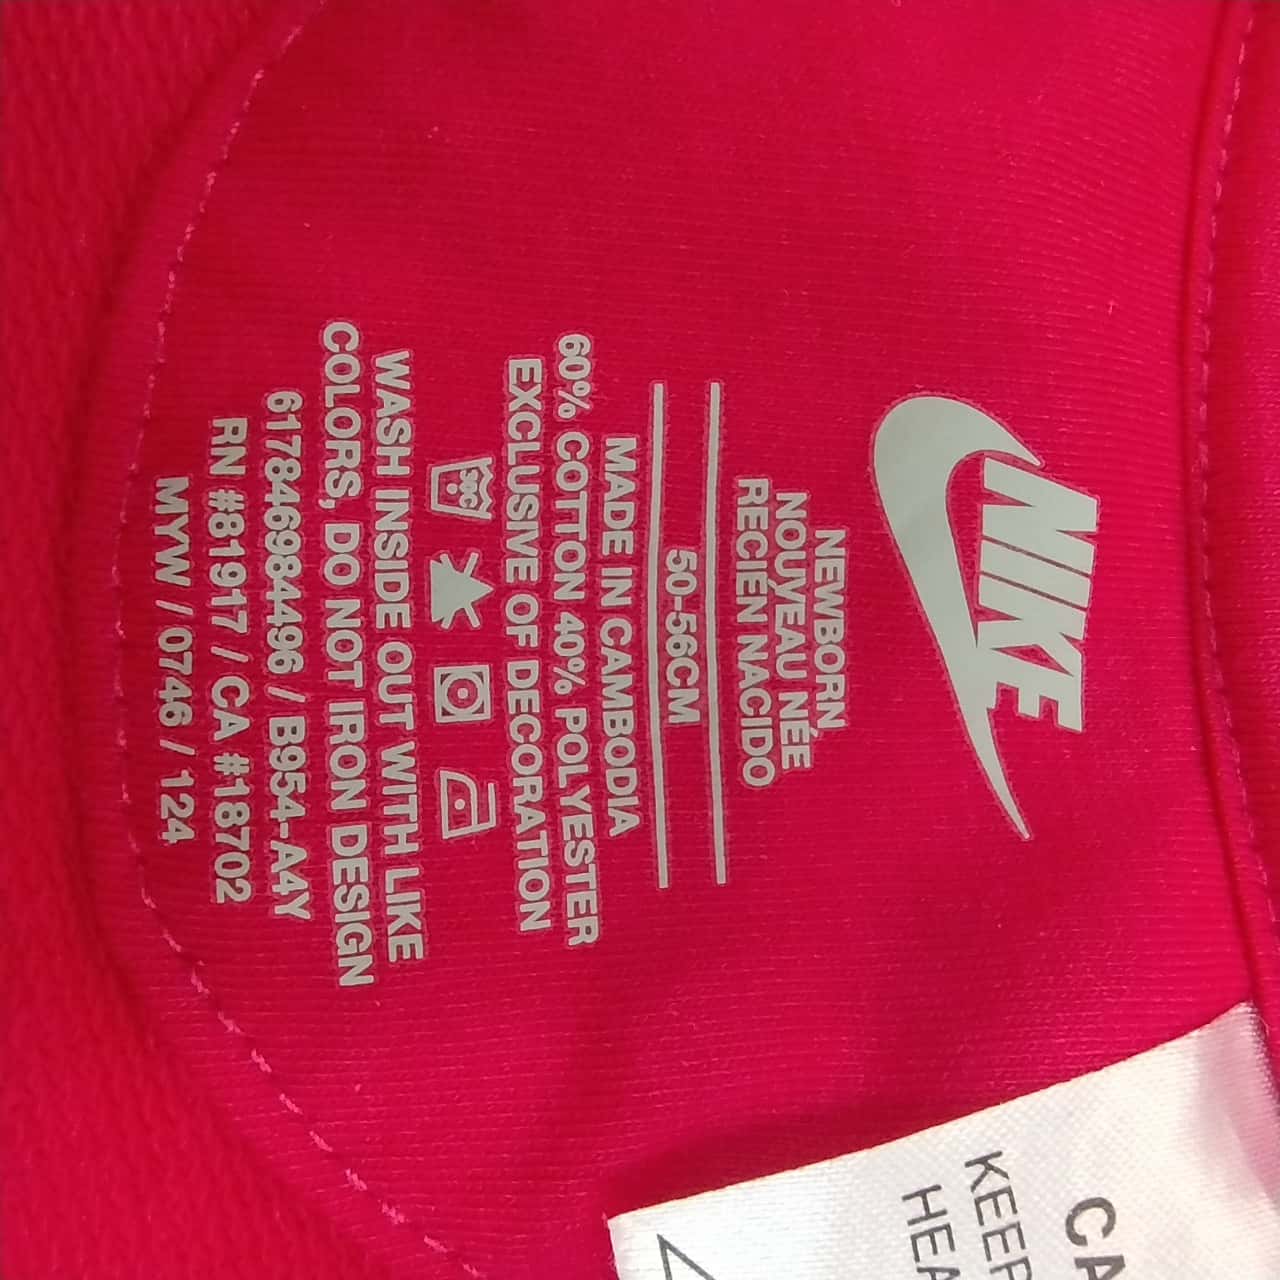 NIKE
NEWBORN
NOUVEAU NÉE
RECIEN NACIDO
50-56CM
MADE IN CAMBODIA
60% COTTON 40% POLYESTER
EXCLUSIVE OF DECORATION
30C
WASH INSIDE OUT WITH LIKE
COLORS, DO NOT IRON DESIGN
617846984496 / B954-A4Y
RN #81917 / CA #18702
MYW / 0746 / 124
CA
KEEP
HEA